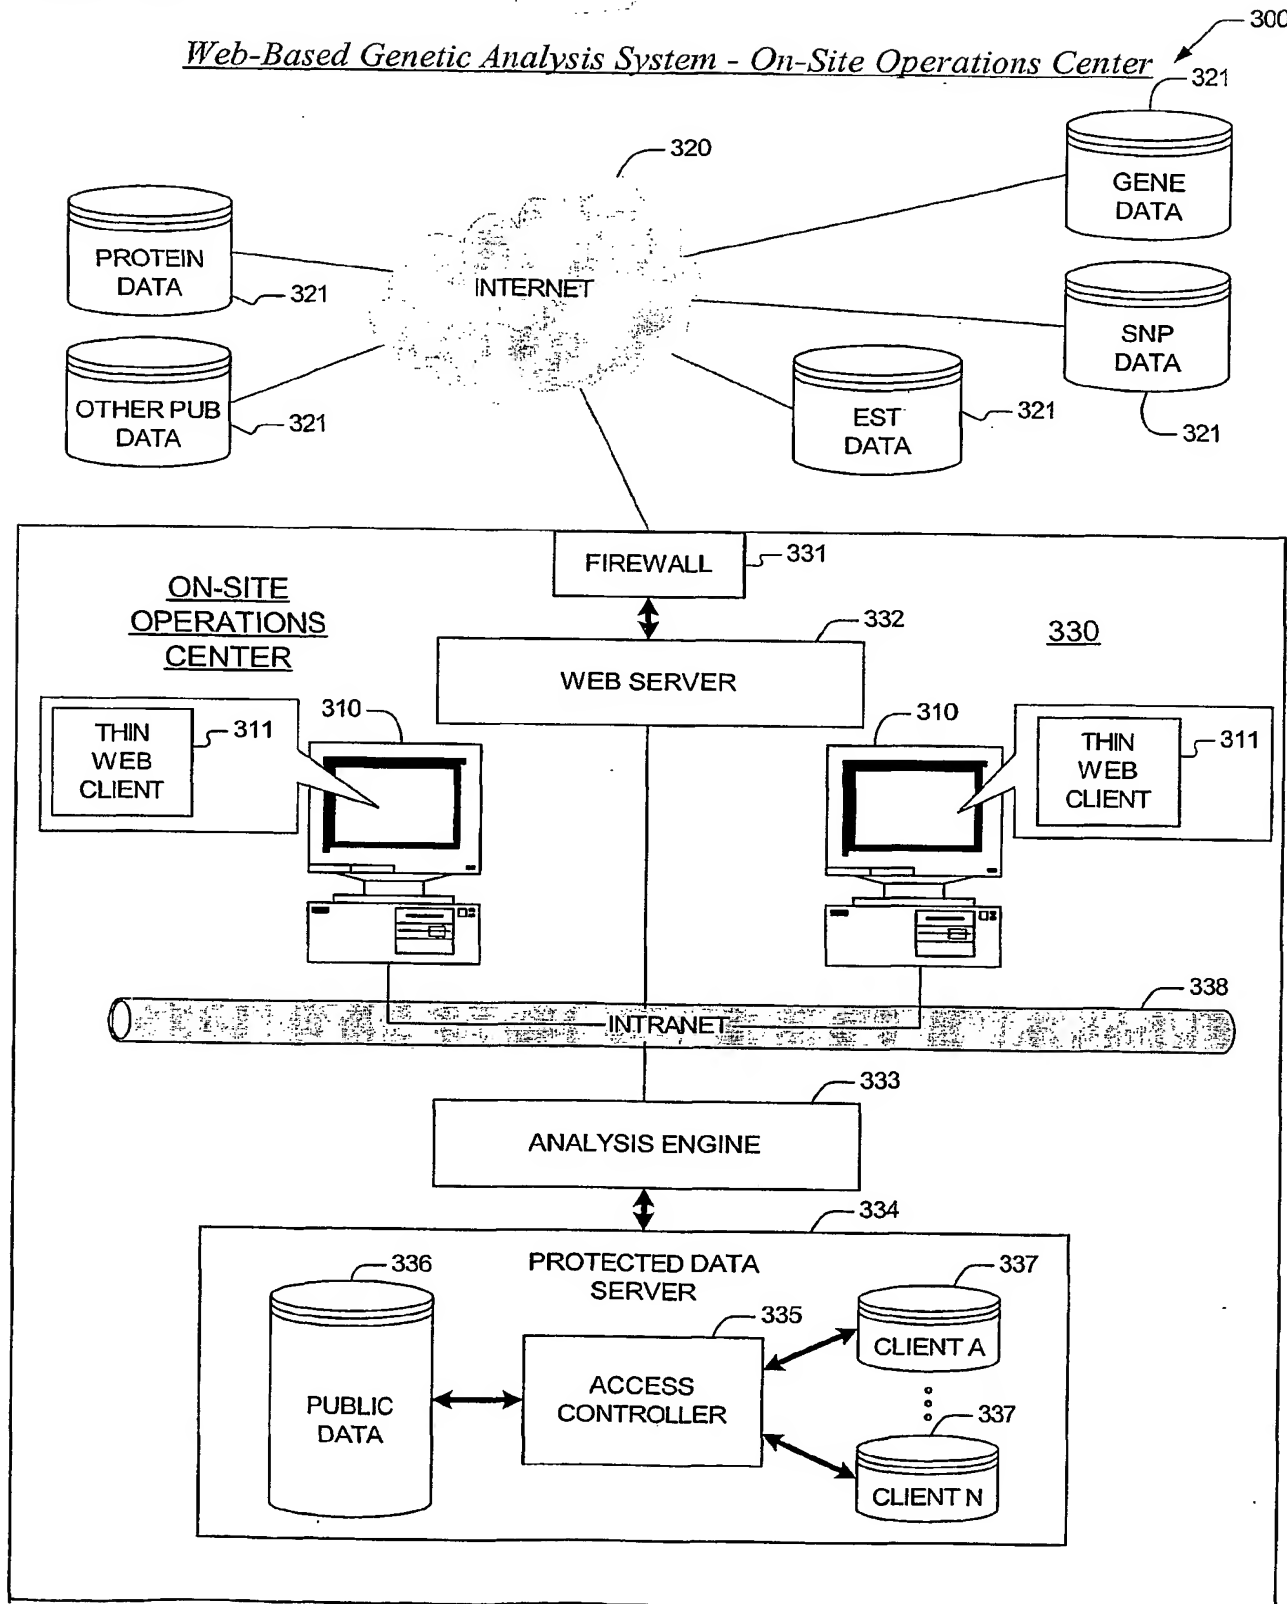 300
Web-Based Genetic Analysis System - On-Site Operations Center
321
320
GENE
DATA
PROTEIN
DATA
321
INTERNET
SNP
DATA
321
OTHER PUB
DATA
321
EST
DATA
321
FIREWALL
331
ON-SITE
OPERATIONS
CENTER
332
330
WEB SERVER
THIN
WEB
CLIENT
311
310
310
THIN
WEB
CLIENT
311
338
INTRANET
333
ANALYSIS ENGINE
334
PROTECTED DATA
SERVER
336
PUBLIC
DATA
335
ACCESS
CONTROLLER
337
CLIENT A
337
CLIENT N